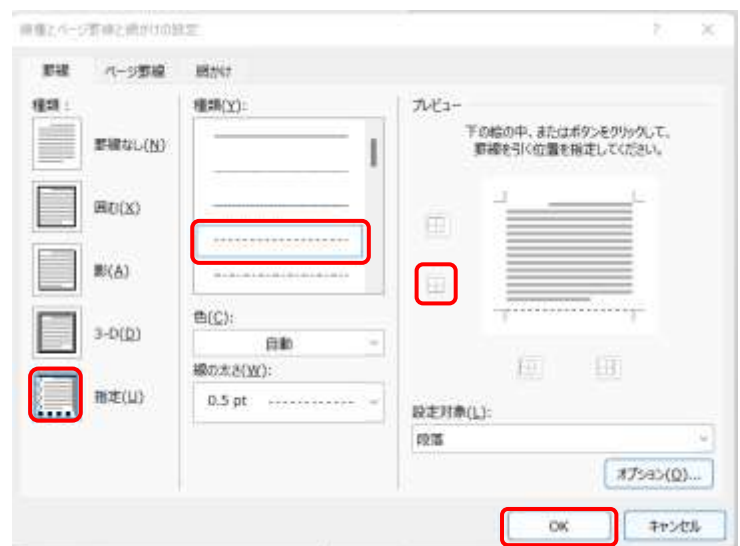 線種とページ罫線と網かけの設定
罫線 ページ罫線 網かけ
種類:
罫線なし(N)
囲む(X)
影(A)
3-D(D)
指定(U)
種類(Y):
色(C):
自動
線の太さ(W):
0.5 pt
プレビュー
下の絵の中、またはボタンをクリックして、
罫線を引く位置を指定してください。
設定対象(L):
段落
オプション(O)...
OK キャンセル